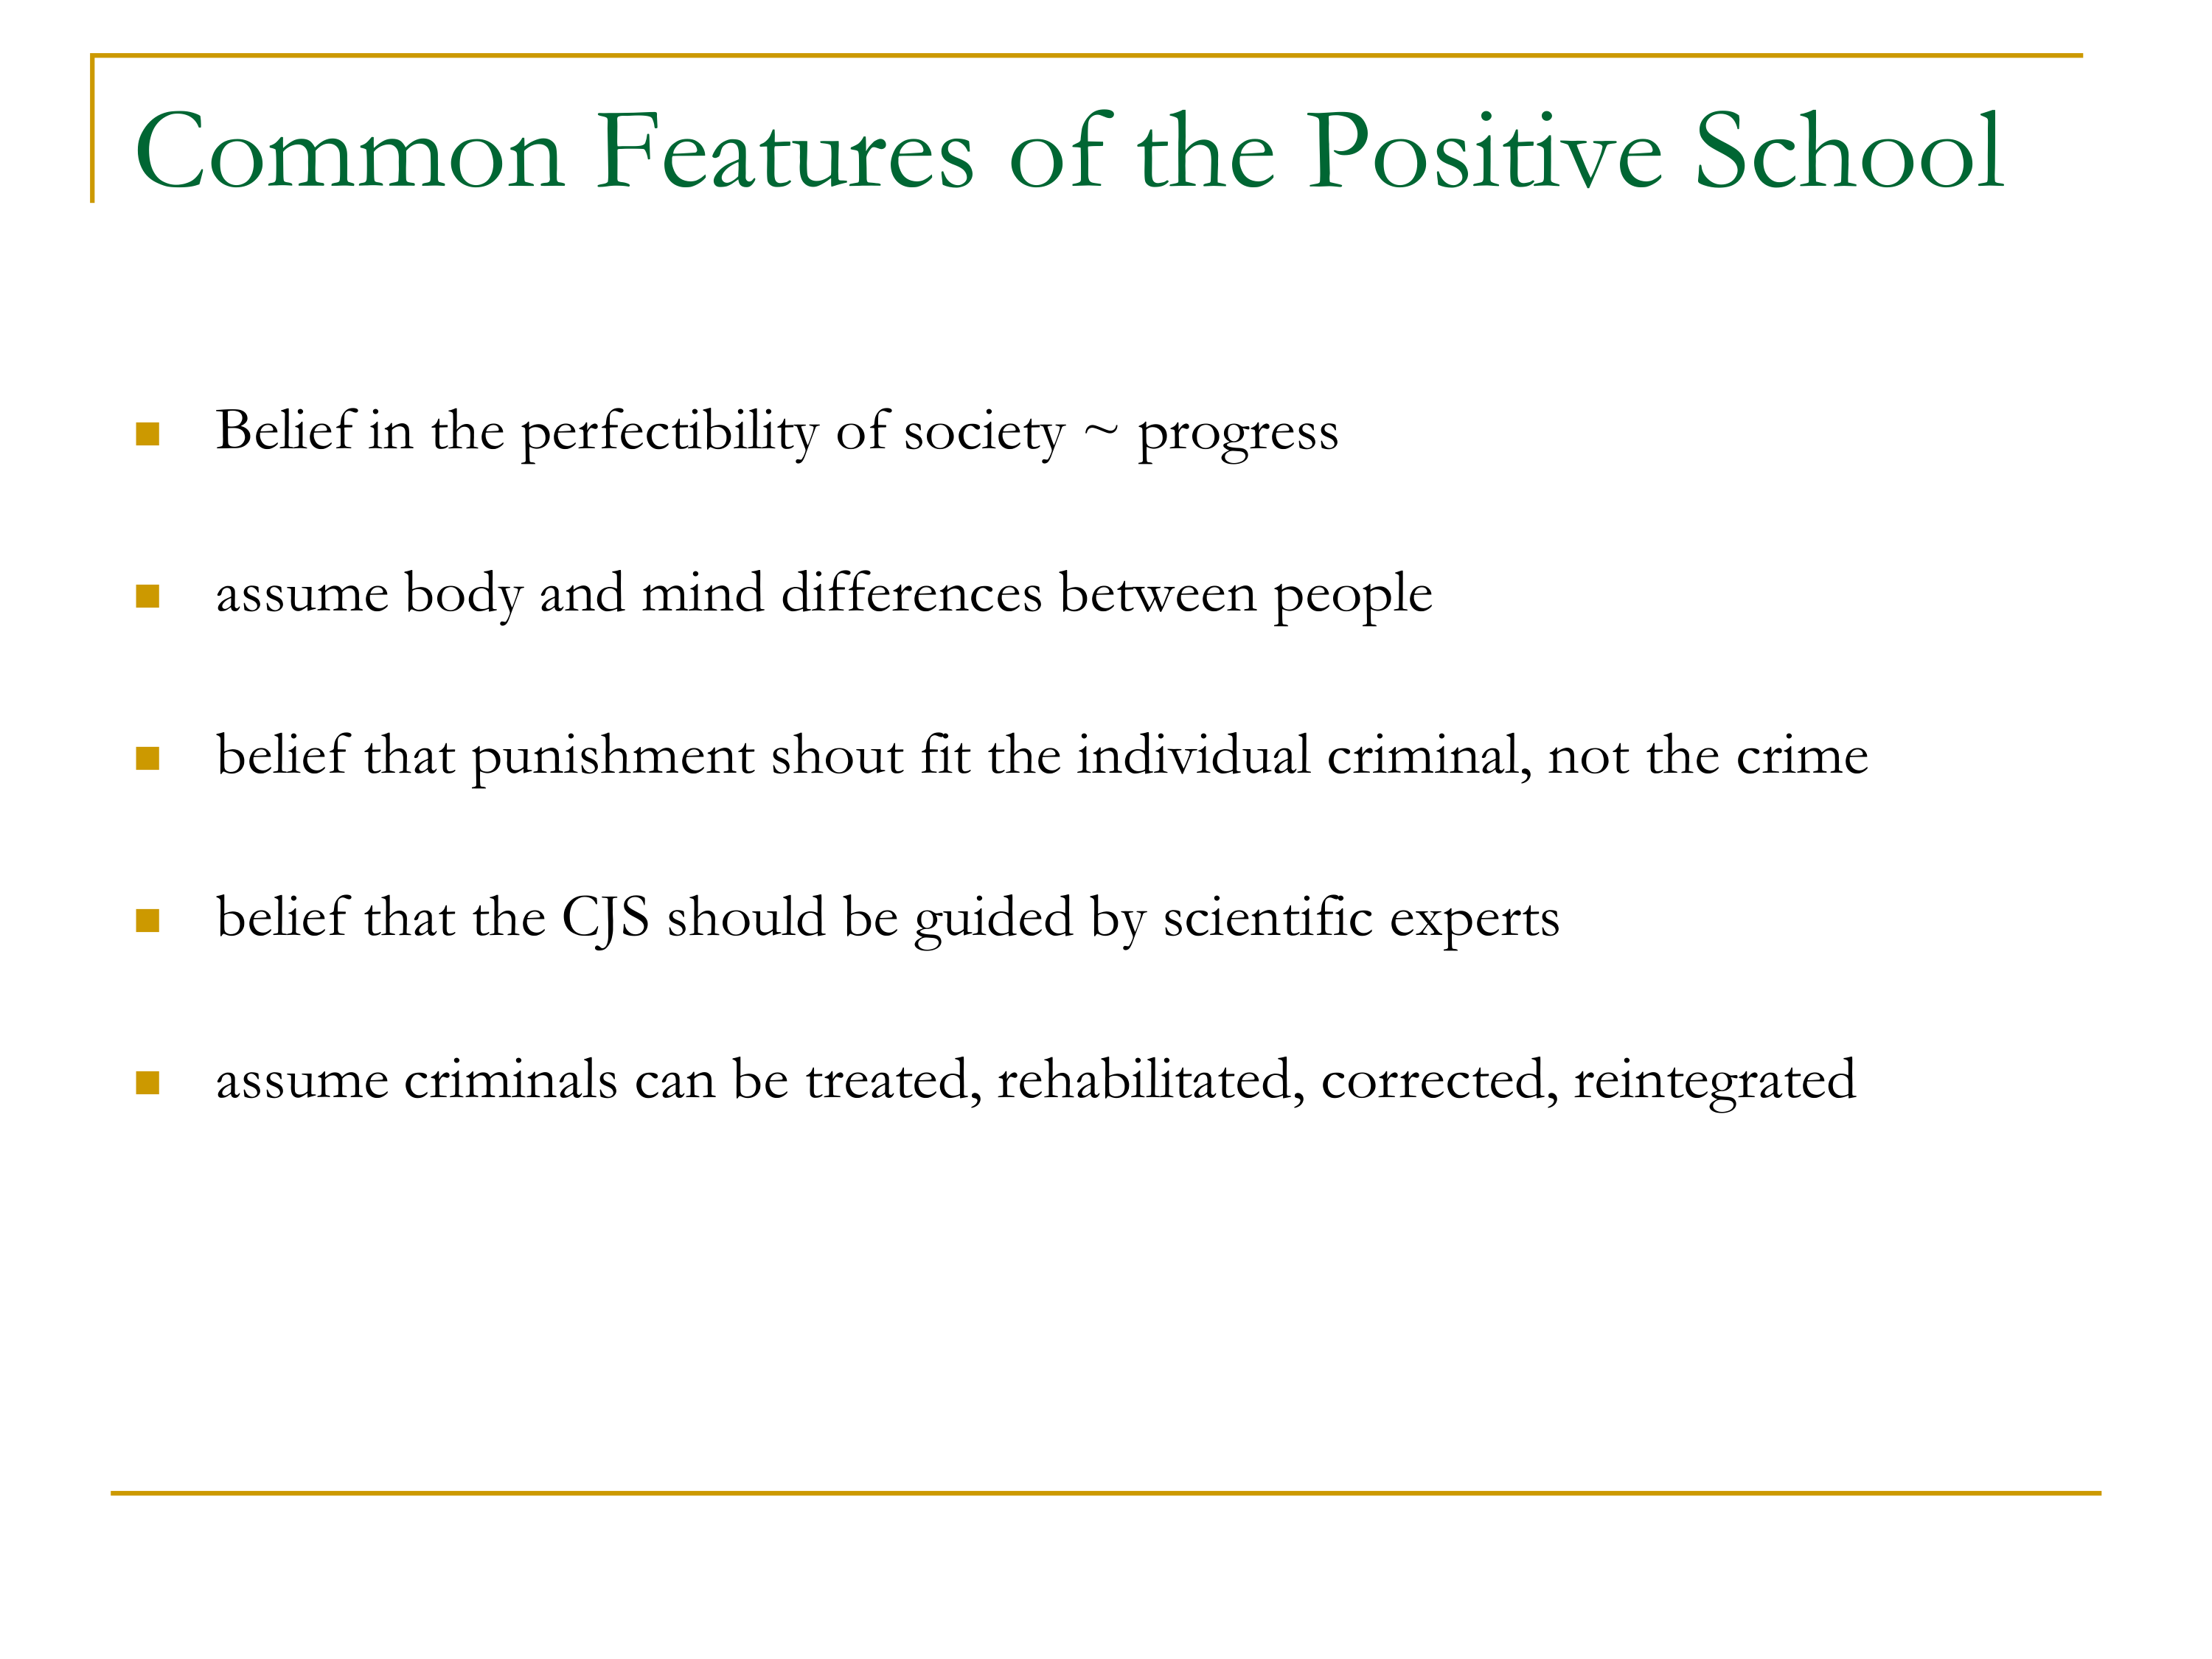 Common Features of the Positive School
Belief in the perfectibility of society ~ progress
assume body and mind differences between people
belief that punishment shout fit the individual criminal, not the crime
belief that the CJS should be guided by scientific experts
assume criminals can be treated, rehabilitated, corrected, reintegrated